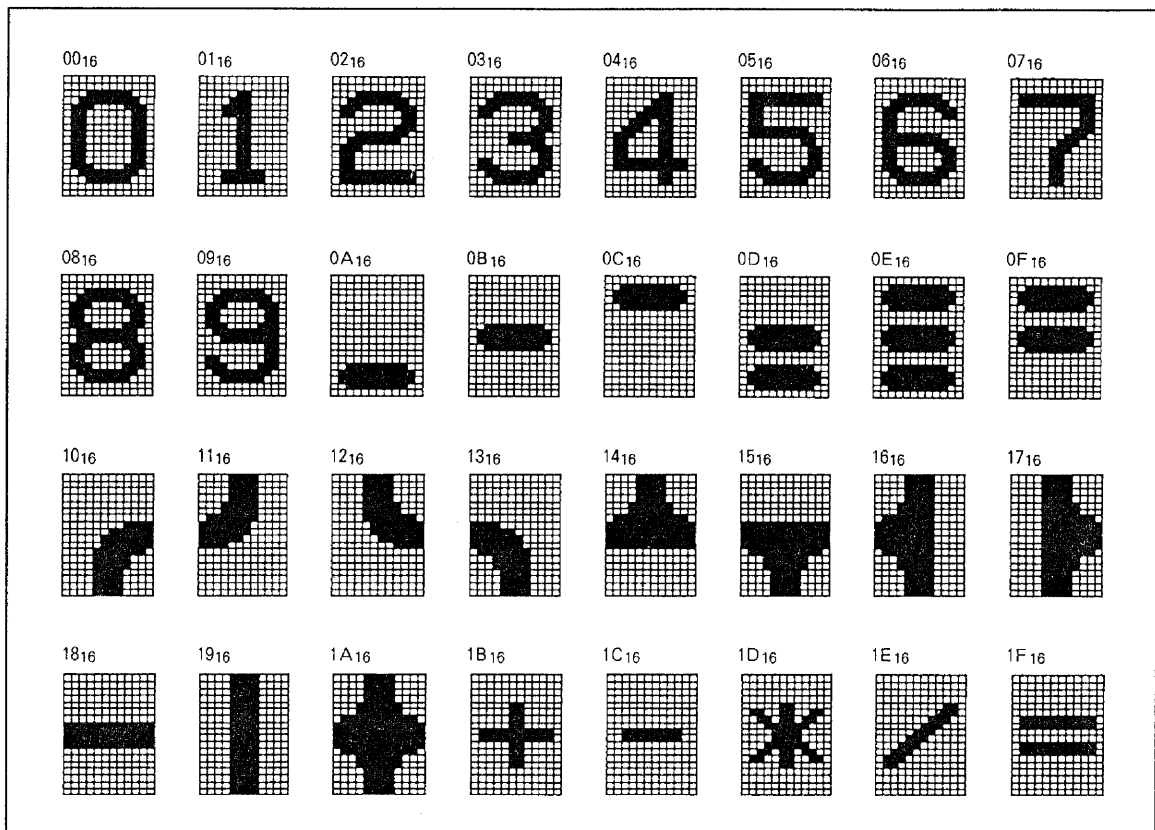 00₁₆ 01₁₆ 02₁₆ 03₁₆ 04₁₆ 05₁₆ 06₁₆ 07₁₆
0 1 2 3 4 5 6 7
08₁₆ 09₁₆ 0A₁₆ 0B₁₆ 0C₁₆ 0D₁₆ 0E₁₆ 0F₁₆
8 9
10₁₆ 11₁₆ 12₁₆ 13₁₆ 14₁₆ 15₁₆ 16₁₆ 17₁₆
18₁₆ 19₁₆ 1A₁₆ 1B₁₆ 1C₁₆ 1D₁₆ 1E₁₆ 1F₁₆
+ - * / =